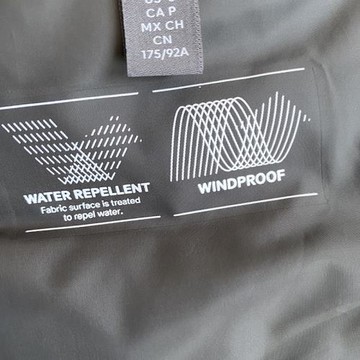 CA P
MX CH
CN
175/92A
WATER REPELLENT
Fabric surface is treated
to repel water.
WINDPROOF